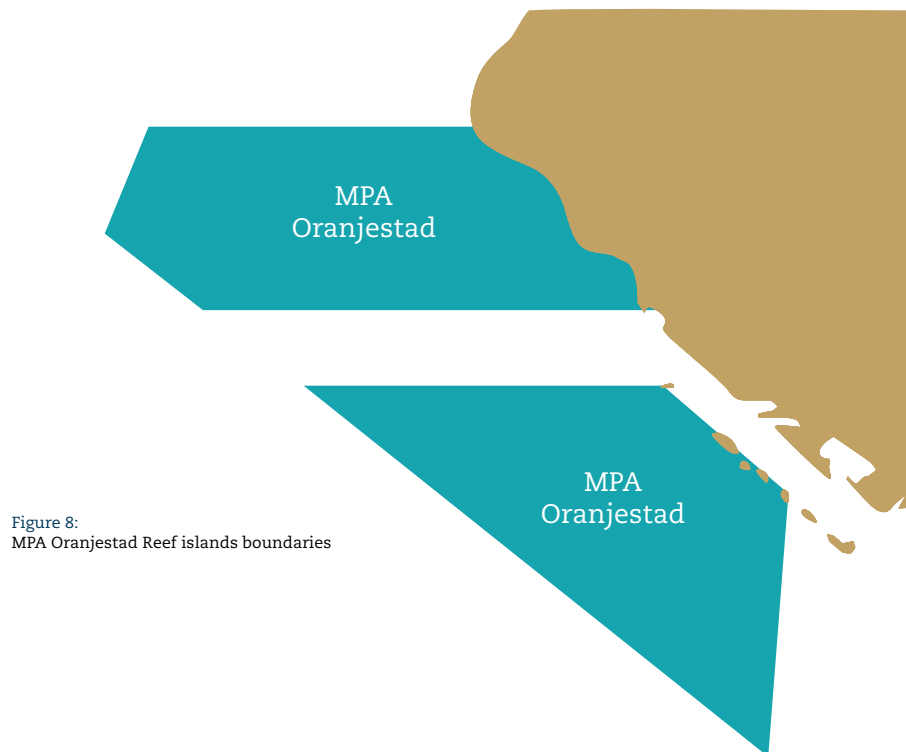 MPA
Oranjestad
MPA
Oranjestad
Figure 8:
MPA Oranjestad Reef islands boundaries